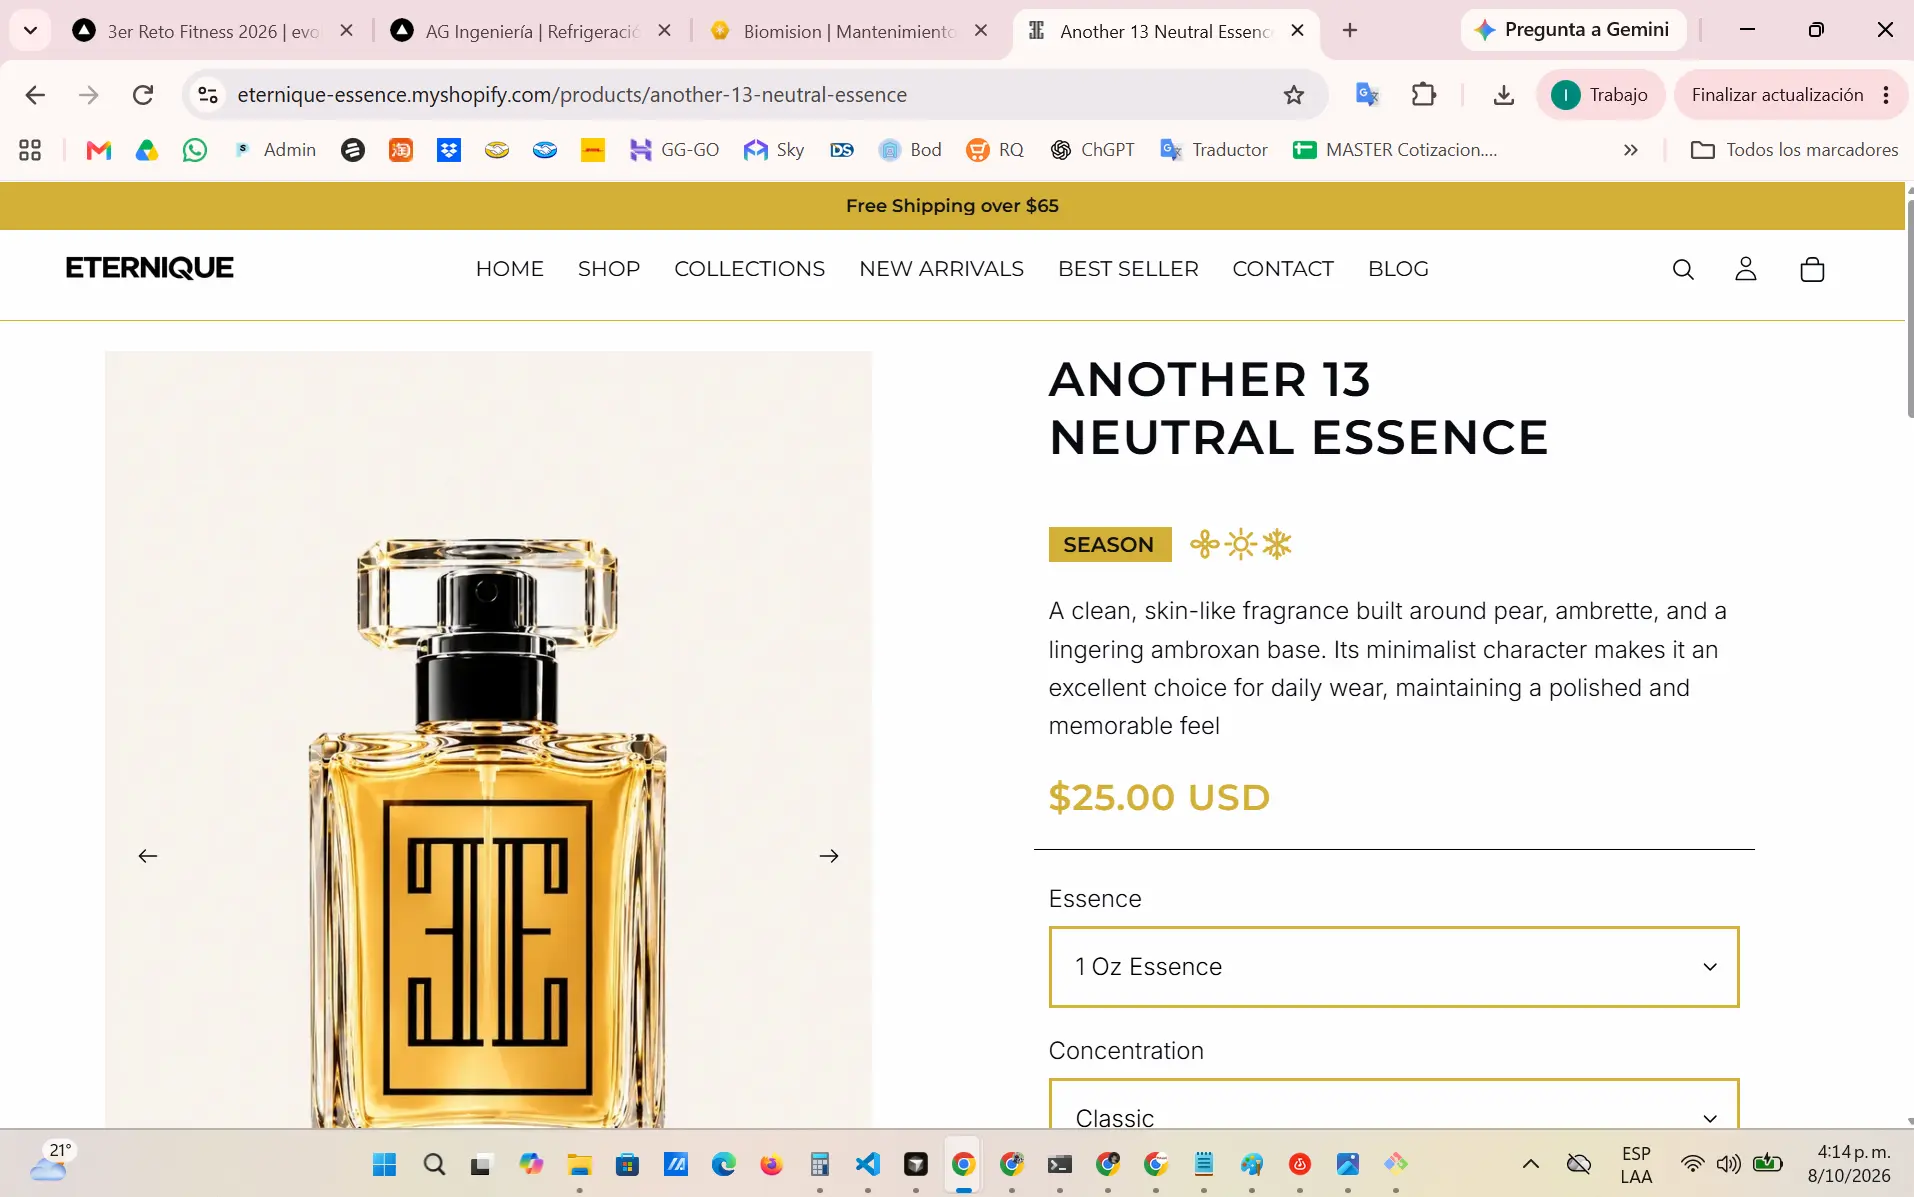 3er Reto Fitness 2026 | evo
AG Ingeniería | Refrigeraci
Biomision | Mantenimiento
Another 13 Neutral Essenc
Pregunta a Gemini
eternique-essence.myshopify.com/products/another-13-neutral-essence
I Trabajo
Finalizar actualización
Admin
GG-GO
Sky
DS
Bod
RQ
ChGPT
Traductor
MASTER Cotizacion....
Todos los marcadores
Free Shipping over $65
ETERNIQUE
HOME
SHOP
COLLECTIONS
NEW ARRIVALS
BEST SELLER
CONTACT
BLOG
ANOTHER 13
NEUTRAL ESSENCE
SEASON
A clean, skin-like fragrance built around pear, ambrette, and a
lingering ambroxan base. Its minimalist character makes it an
excellent choice for daily wear, maintaining a polished and
memorable feel
$25.00 USD
Essence
1 Oz Essence
Concentration
Classic
21°
ESP
LAA
4:14 p. m.
8/10/2026